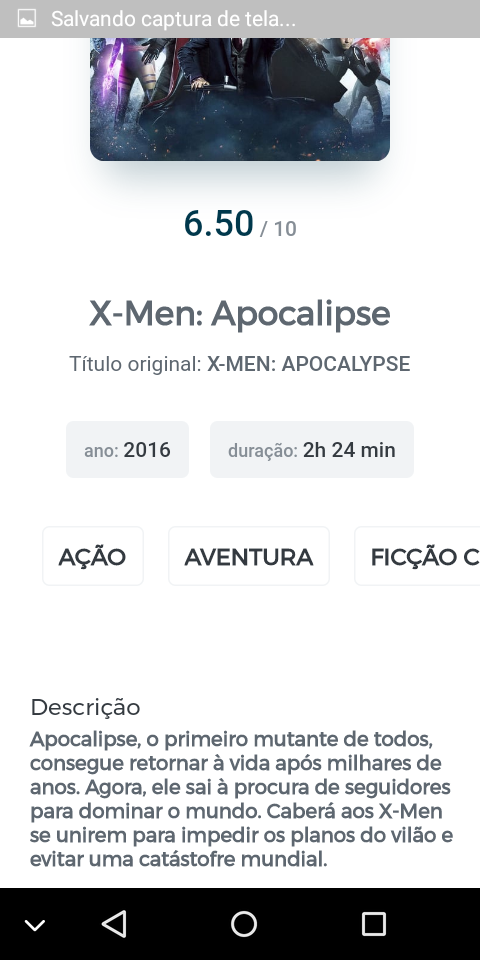 Salvando captura de tela...
6.50 / 10
X-Men: Apocalipse
Título original: X-MEN: APOCALYPSE
ano: 2016
duração: 2h 24 min
AÇÃO
AVENTURA
FICÇÃO C
Descrição
Apocalipse, o primeiro mutante de todos,
consegue retornar à vida após milhares de
anos. Agora, ele sai à procura de seguidores
para dominar o mundo. Caberá aos X-Men
se unirem para impedir os planos do vilão e
evitar uma catástofre mundial.